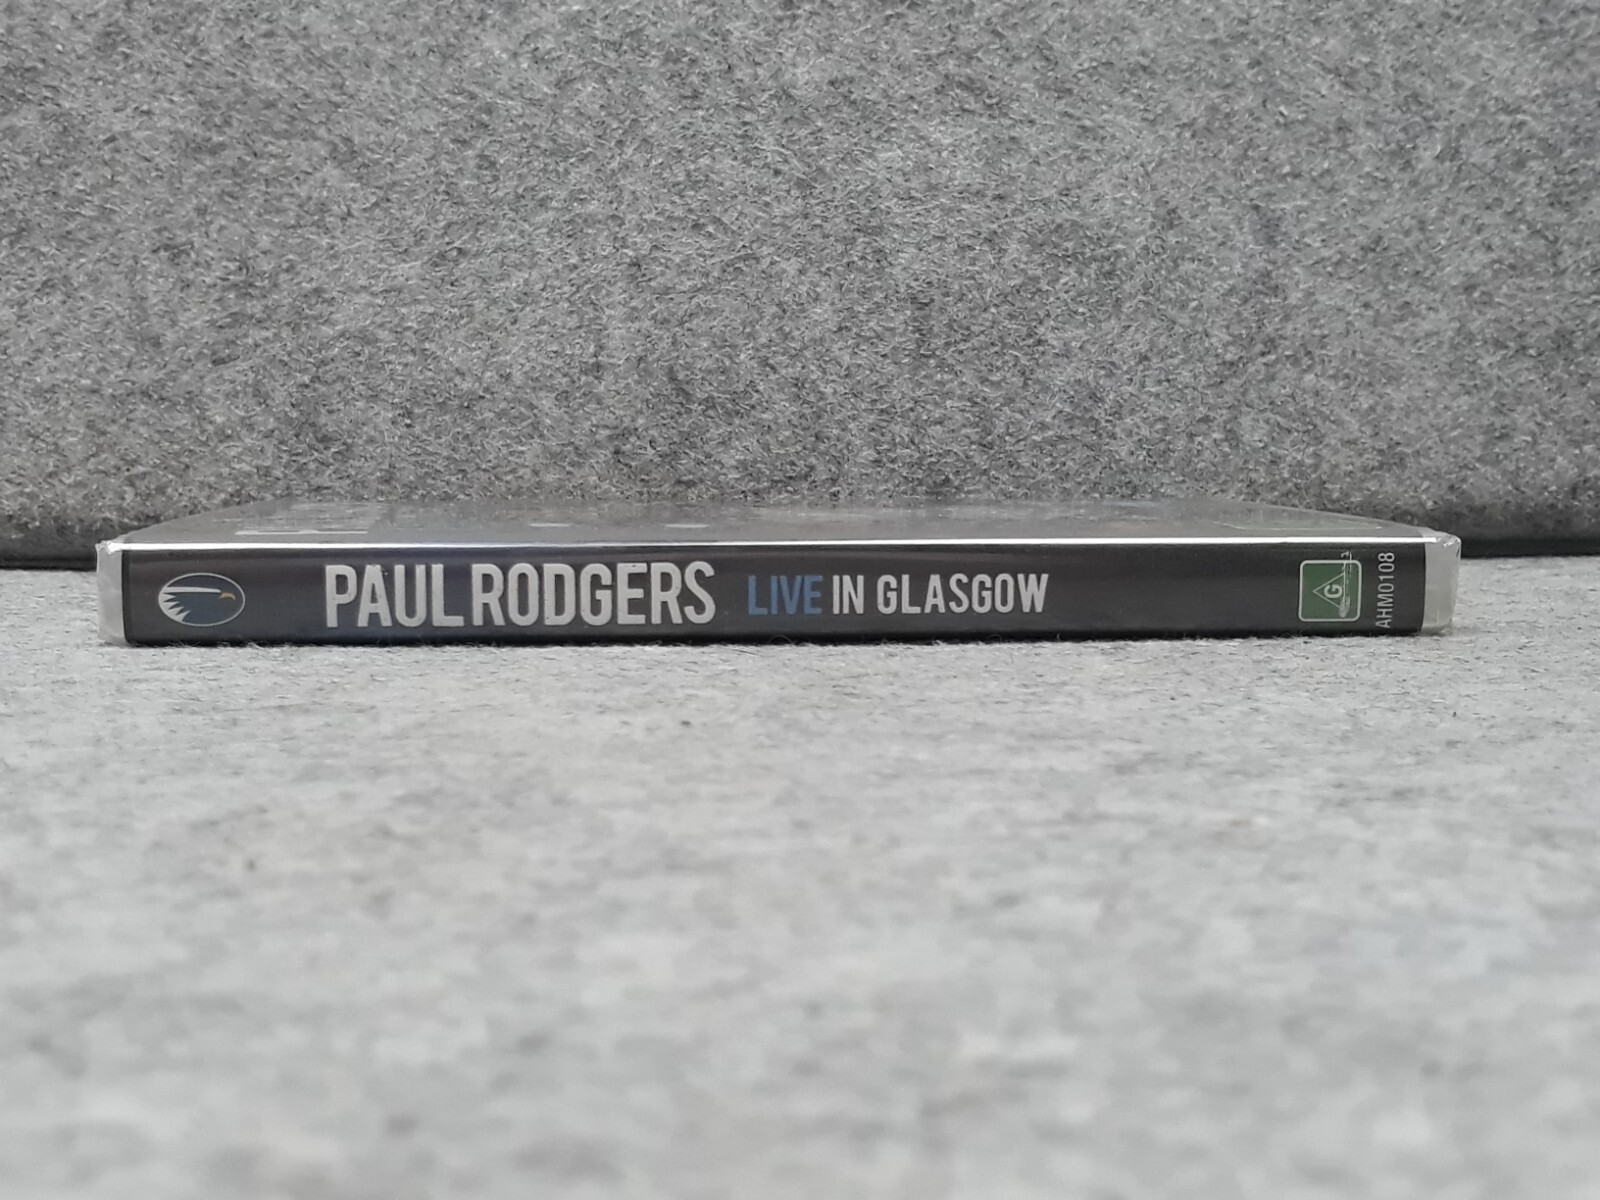 PAUL RODGERS LIVE IN GLASGOW
G
AHM0108